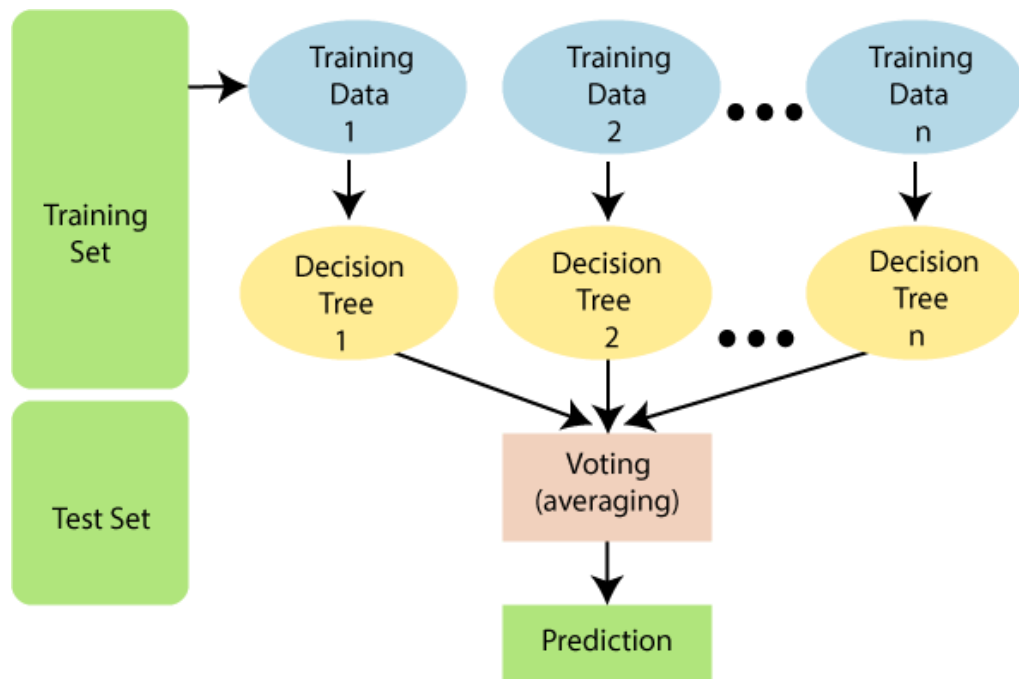 Training
Set
Test Set
Training
Data
1
Training
Data
2
Training
Data
n
Decision
Tree
1
Decision
Tree
2
Decision
Tree
n
Voting
(averaging)
Prediction